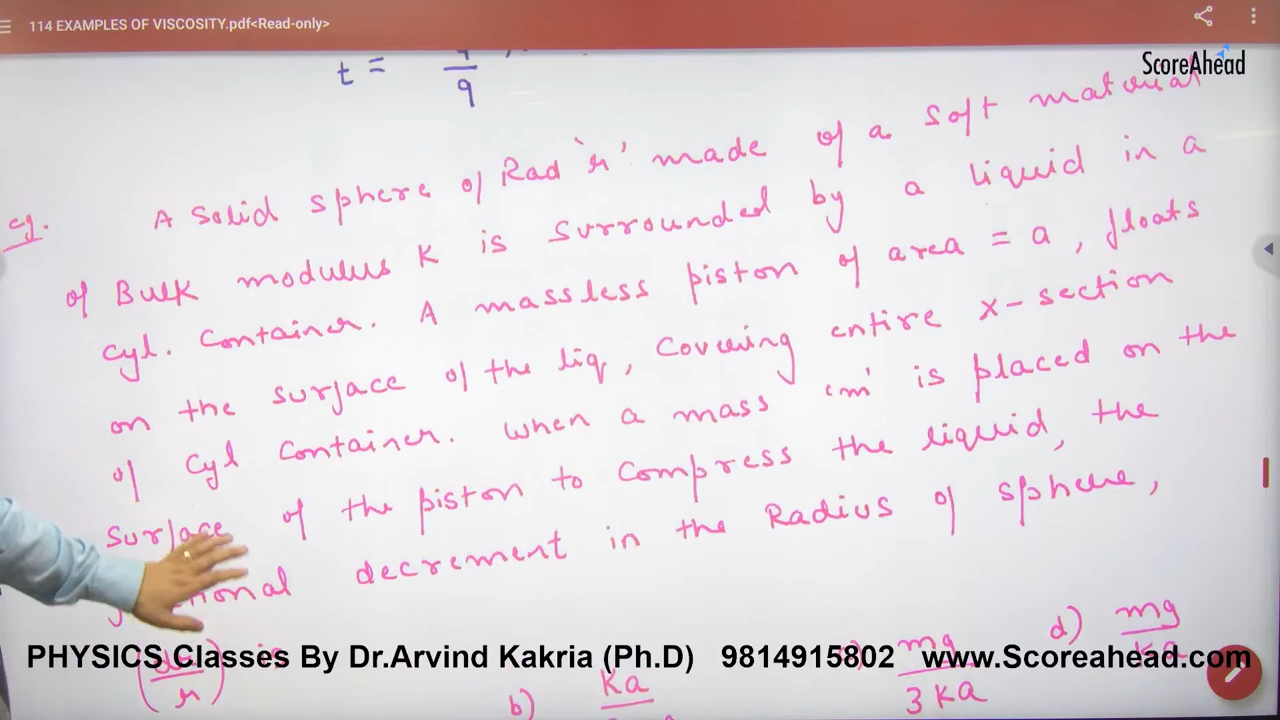 114 EXAMPLES OF VISCOSITY.pdf<Read-only>
ScoreAhead
t =
9
eg. A solid sphere of Rad 'r' made of a soft material
of Bulk modulus K is surrounded by a liquid in a
cyl. container. A massless piston of area = a, floats
on the surface of the liq, covering entire x-section
of cyl container. when a mass 'm' is placed on the
surface of the piston to compress the liquid, the
decrement in the Radius of sphere,
(dr/r) is
b) Ka
mg/3Ka
d) mg/Ka
PHYSICS Classes By Dr.Arvind Kakria (Ph.D) 9814915802 www.Scoreahead.com